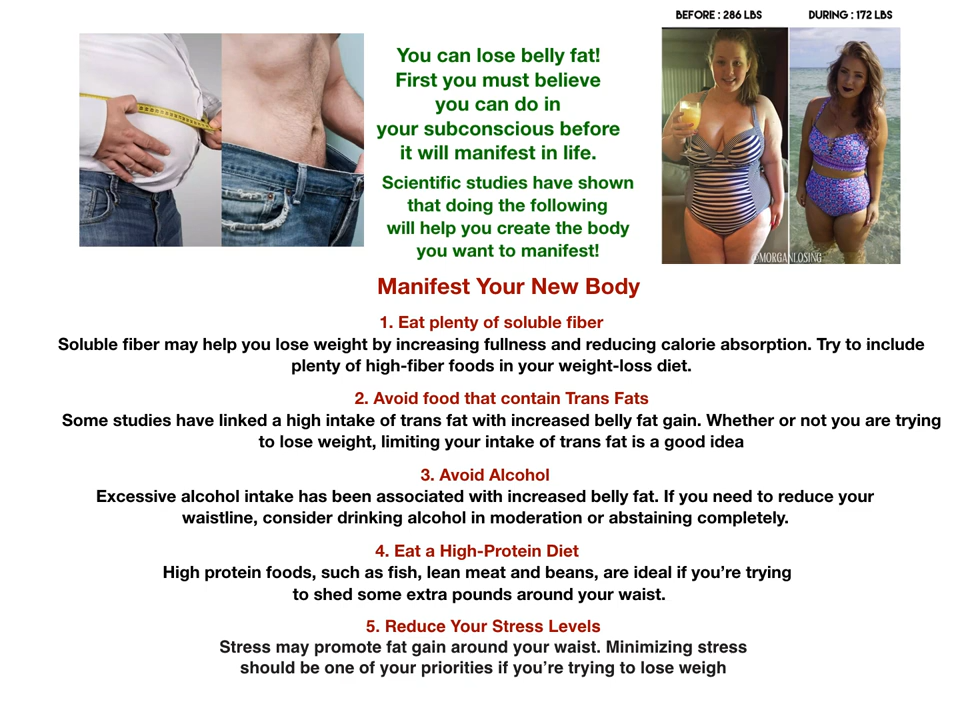 BEFORE : 286 LBS
DURING : 172 LBS
You can lose belly fat!
First you must believe
you can do in
your subconscious before
it will manifest in life.
Scientific studies have shown
that doing the following
will help you create the body
you want to manifest!
@MORGANLOSING
Manifest Your New Body
1. Eat plenty of soluble fiber
Soluble fiber may help you lose weight by increasing fullness and reducing calorie absorption. Try to include
plenty of high-fiber foods in your weight-loss diet.
2. Avoid food that contain Trans Fats
Some studies have linked a high intake of trans fat with increased belly fat gain. Whether or not you are trying
to lose weight, limiting your intake of trans fat is a good idea
3. Avoid Alcohol
Excessive alcohol intake has been associated with increased belly fat. If you need to reduce your
waistline, consider drinking alcohol in moderation or abstaining completely.
4. Eat a High-Protein Diet
High protein foods, such as fish, lean meat and beans, are ideal if you’re trying
to shed some extra pounds around your waist.
5. Reduce Your Stress Levels
Stress may promote fat gain around your waist. Minimizing stress
should be one of your priorities if you’re trying to lose weigh